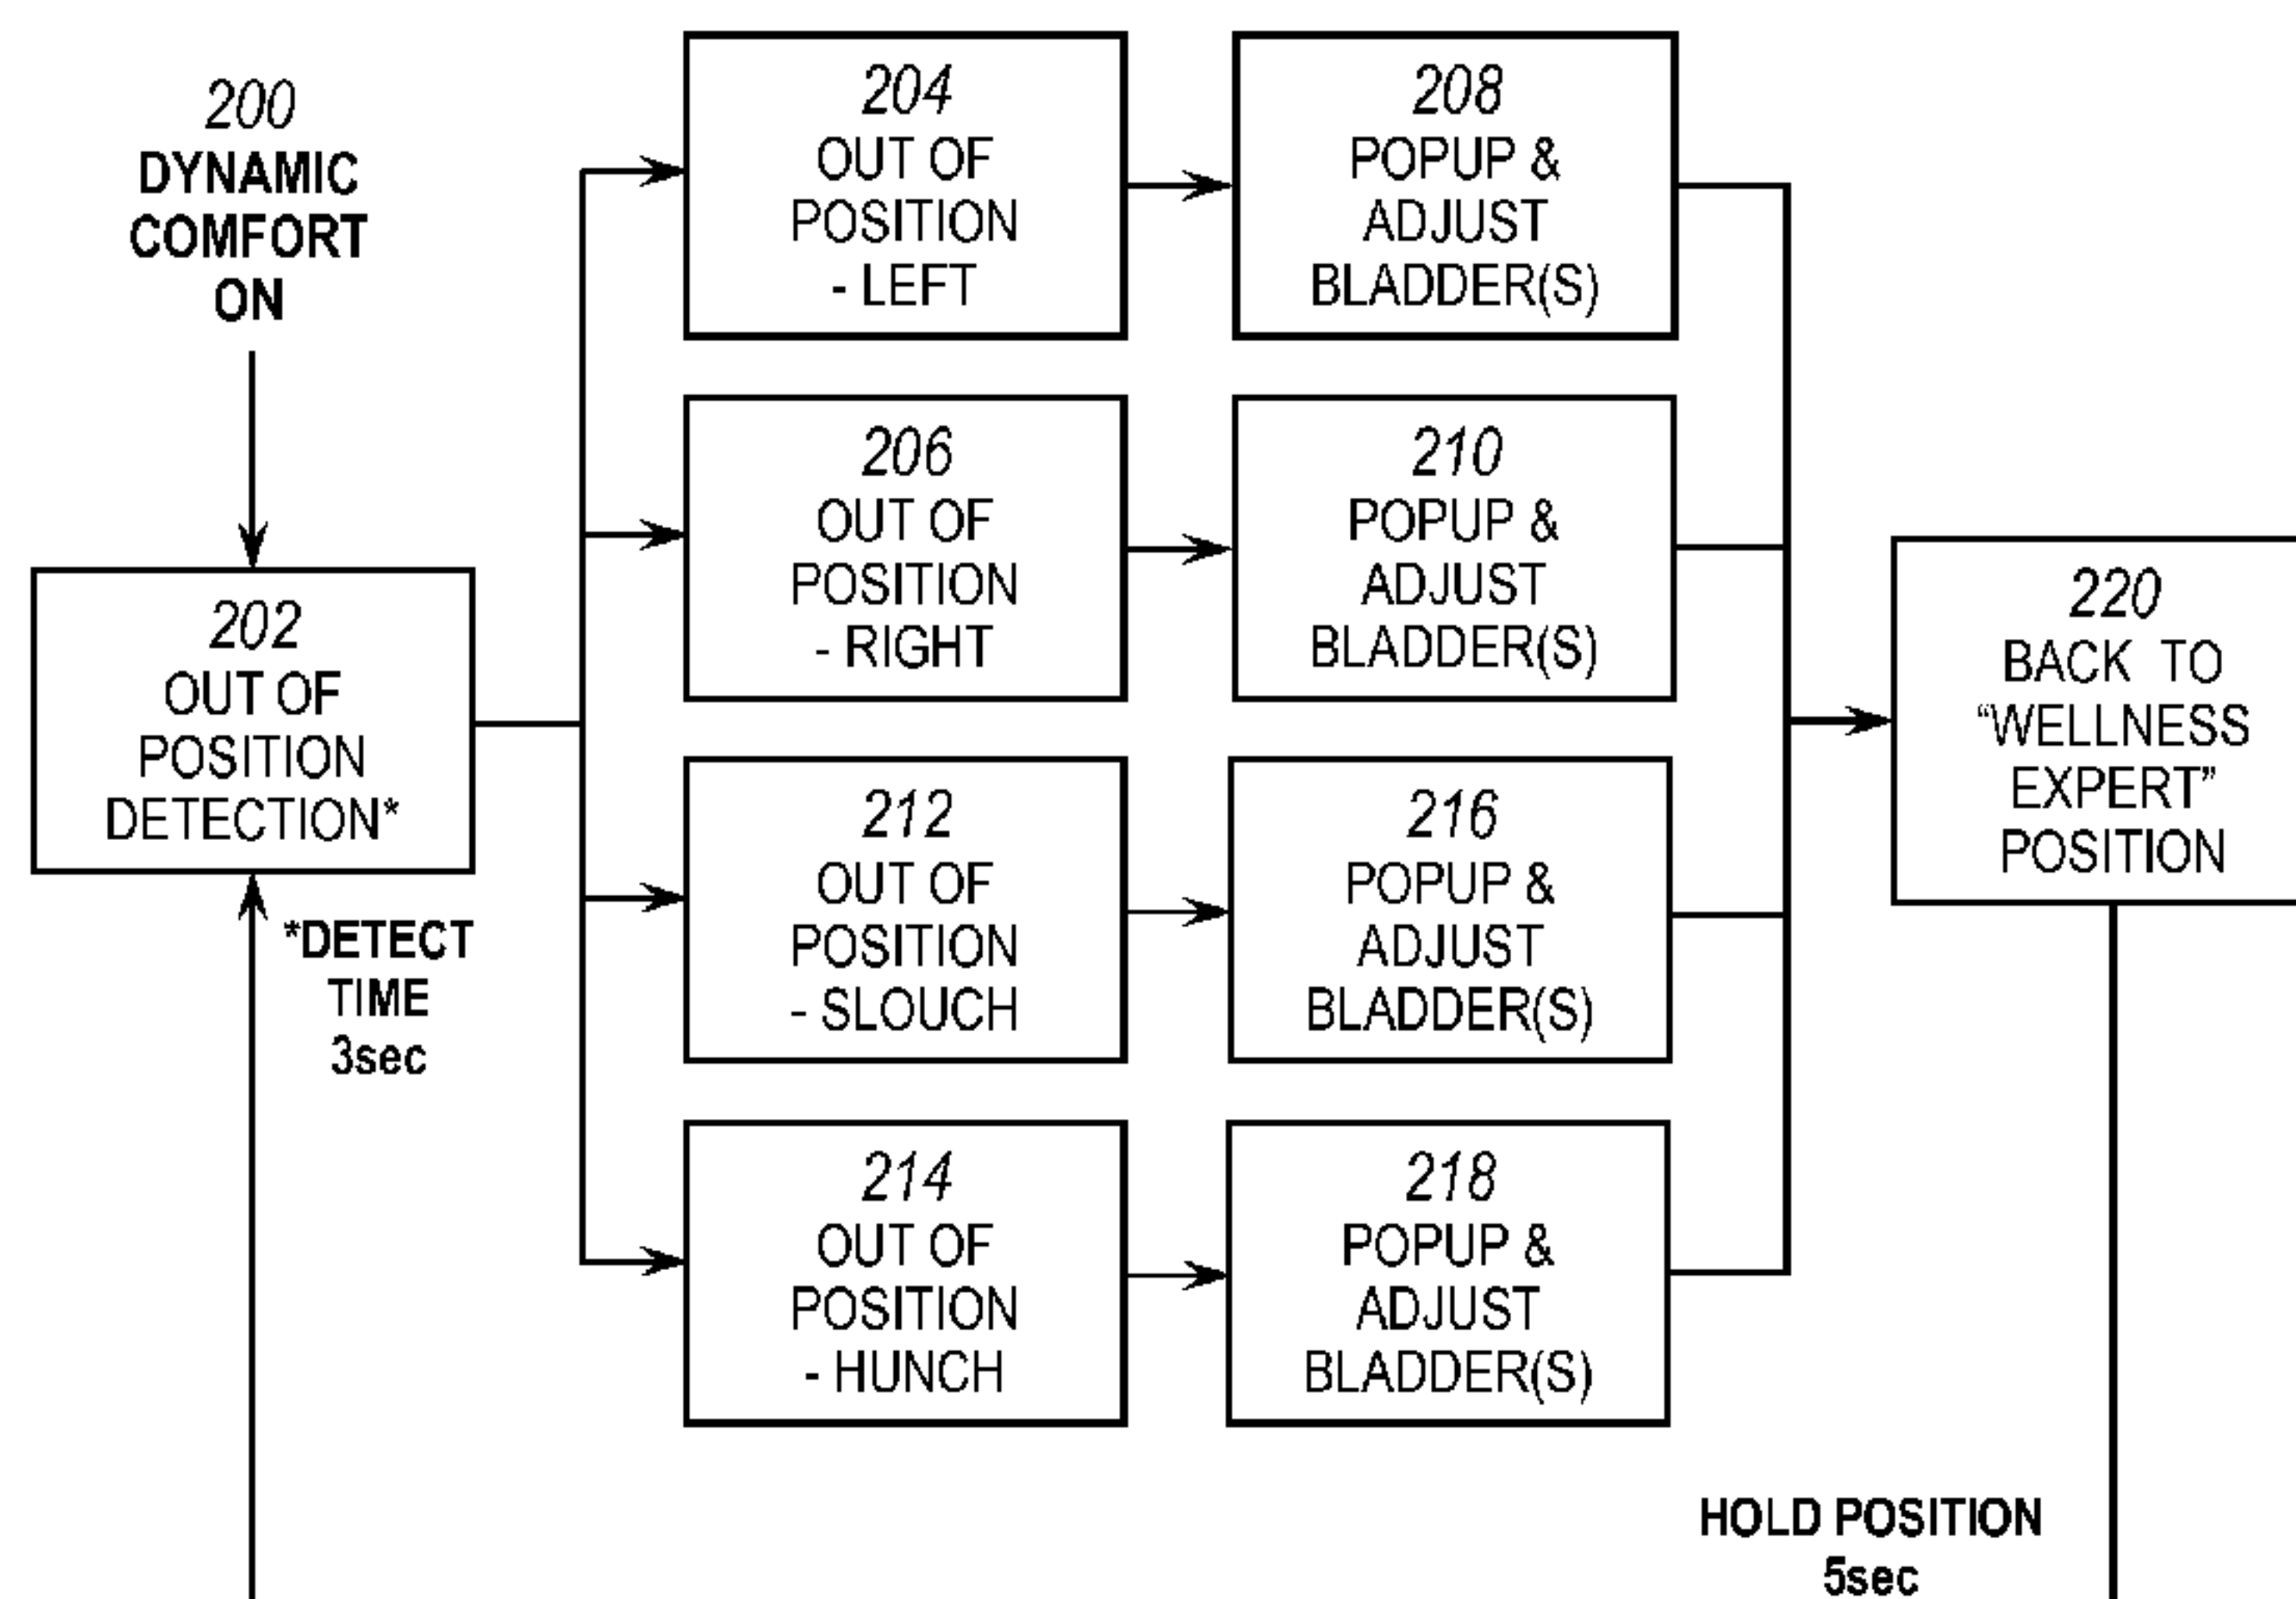 200
DYNAMIC
COMFORT
ON
202
OUT OF
POSITION
DETECTION*
*DETECT
TIME
3sec
204
OUT OF
POSITION
- LEFT
208
POPUP &
ADJUST
BLADDER(S)
206
OUT OF
POSITION
- RIGHT
210
POPUP &
ADJUST
BLADDER(S)
212
OUT OF
POSITION
- SLOUCH
216
POPUP &
ADJUST
BLADDER(S)
214
OUT OF
POSITION
- HUNCH
218
POPUP &
ADJUST
BLADDER(S)
220
BACK TO
“WELLNESS
EXPERT”
POSITION
HOLD POSITION
5sec